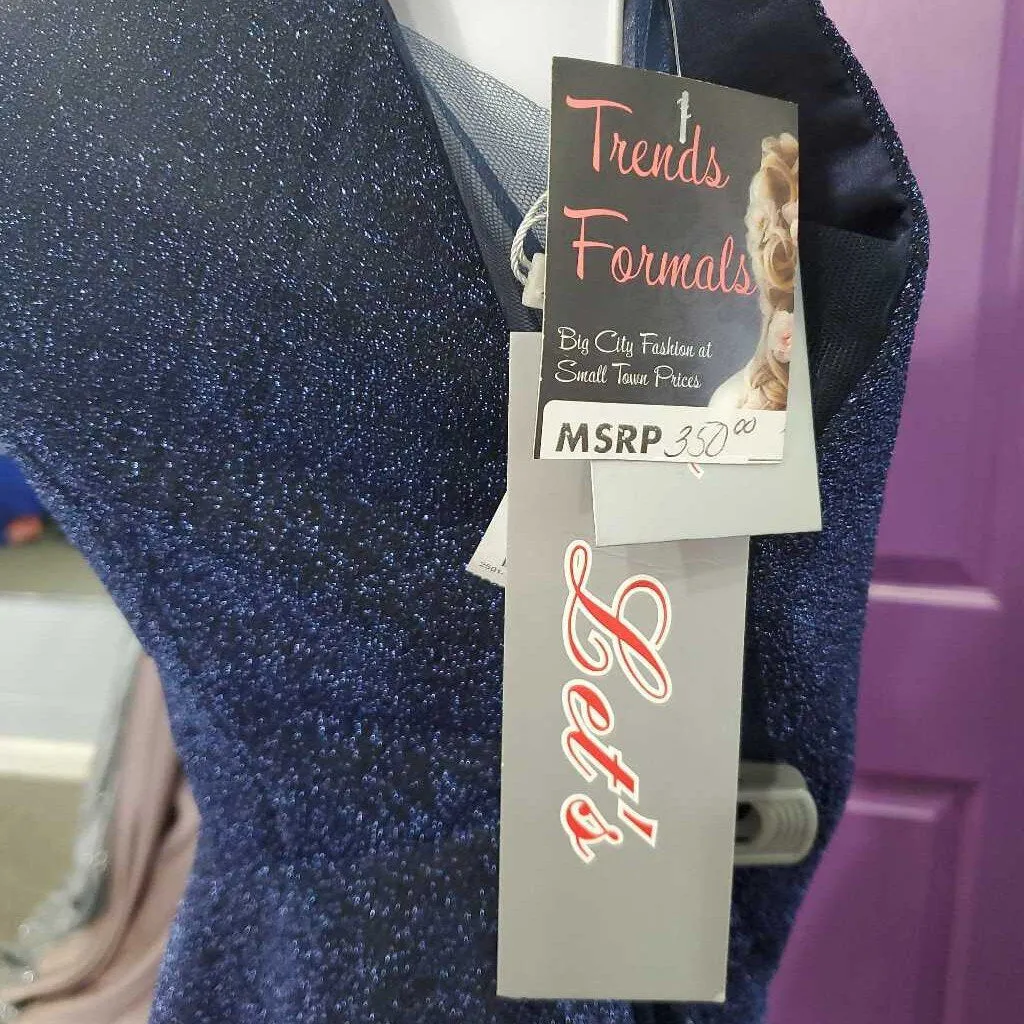 Trends
Formals
Big City Fashion at
Small Town Prices
MSRP 350⁰⁰
Let's